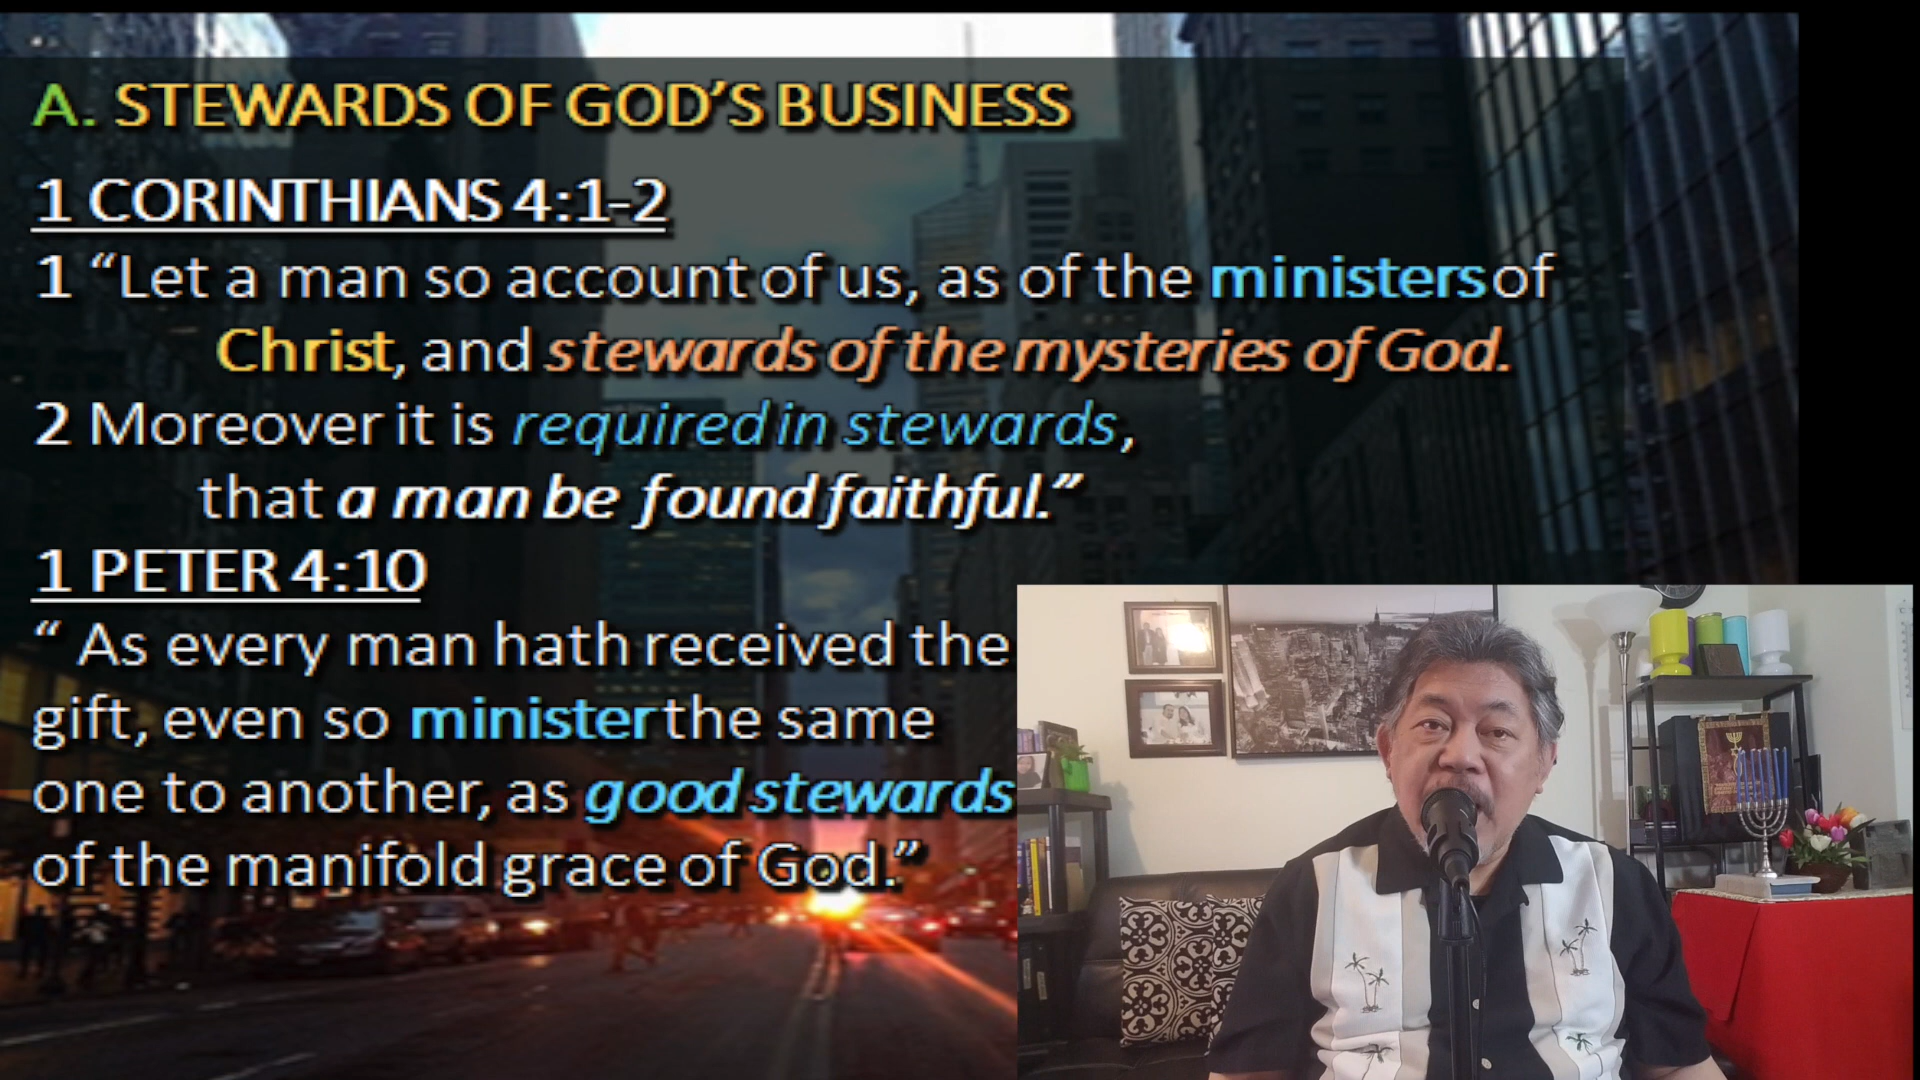 A. STEWARDS OF GOD’S BUSINESS
1 CORINTHIANS 4:1-2
1 “Let a man so account of us, as of the ministers of
Christ, and stewards of the mysteries of God.
2 Moreover it is required in stewards,
that a man be found faithful.”
1 PETER 4:10
“ As every man hath received the
gift, even so minister the same
one to another, as good stewards
of the manifold grace of God.”